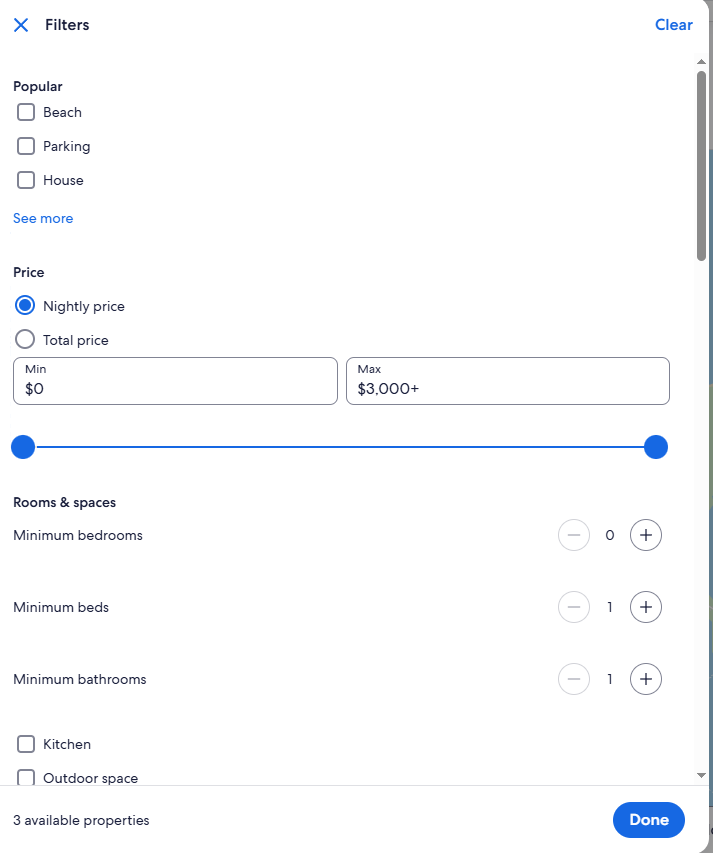 Filters
Clear
Popular
Beach
Parking
House
See more
Price
Nightly price
Total price
Min
$0
Max
$3,000+
Rooms & spaces
Minimum bedrooms
0
Minimum beds
1
Minimum bathrooms
1
Kitchen
Outdoor space
3 available properties
Done